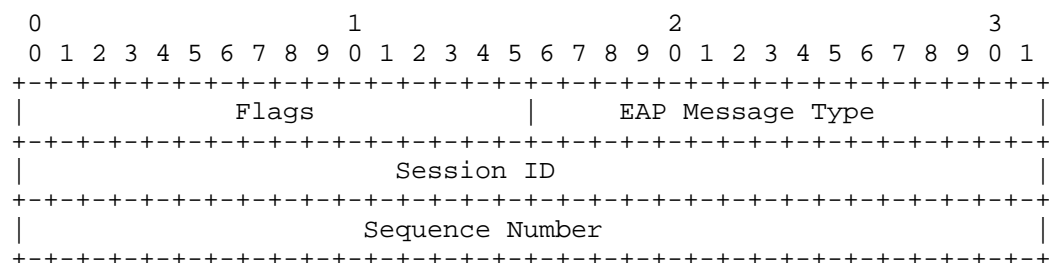 0                   1                   2                   3
 0 1 2 3 4 5 6 7 8 9 0 1 2 3 4 5 6 7 8 9 0 1 2 3 4 5 6 7 8 9 0 1
+-+-+-+-+-+-+-+-+-+-+-+-+-+-+-+-+-+-+-+-+-+-+-+-+-+-+-+-+-+-+-+-+
|             Flags             |     EAP Message Type          |
+-+-+-+-+-+-+-+-+-+-+-+-+-+-+-+-+-+-+-+-+-+-+-+-+-+-+-+-+-+-+-+-+
|                       Session ID                              |
+-+-+-+-+-+-+-+-+-+-+-+-+-+-+-+-+-+-+-+-+-+-+-+-+-+-+-+-+-+-+-+-+
|                     Sequence Number                           |
+-+-+-+-+-+-+-+-+-+-+-+-+-+-+-+-+-+-+-+-+-+-+-+-+-+-+-+-+-+-+-+-+